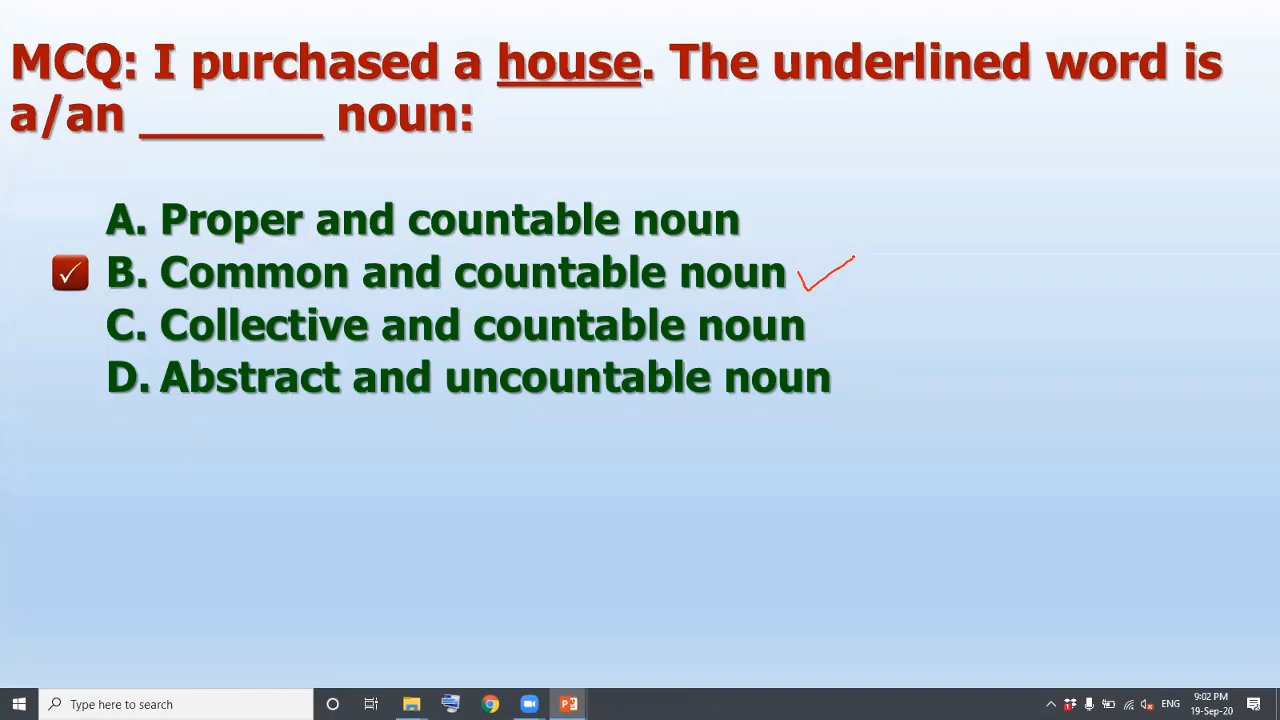 MCQ: I purchased a house. The underlined word is
a/an _______ noun:
A. Proper and countable noun
B. Common and countable noun
C. Collective and countable noun
D. Abstract and uncountable noun
Type here to search
ENG
9:02 PM
19-Sep-20